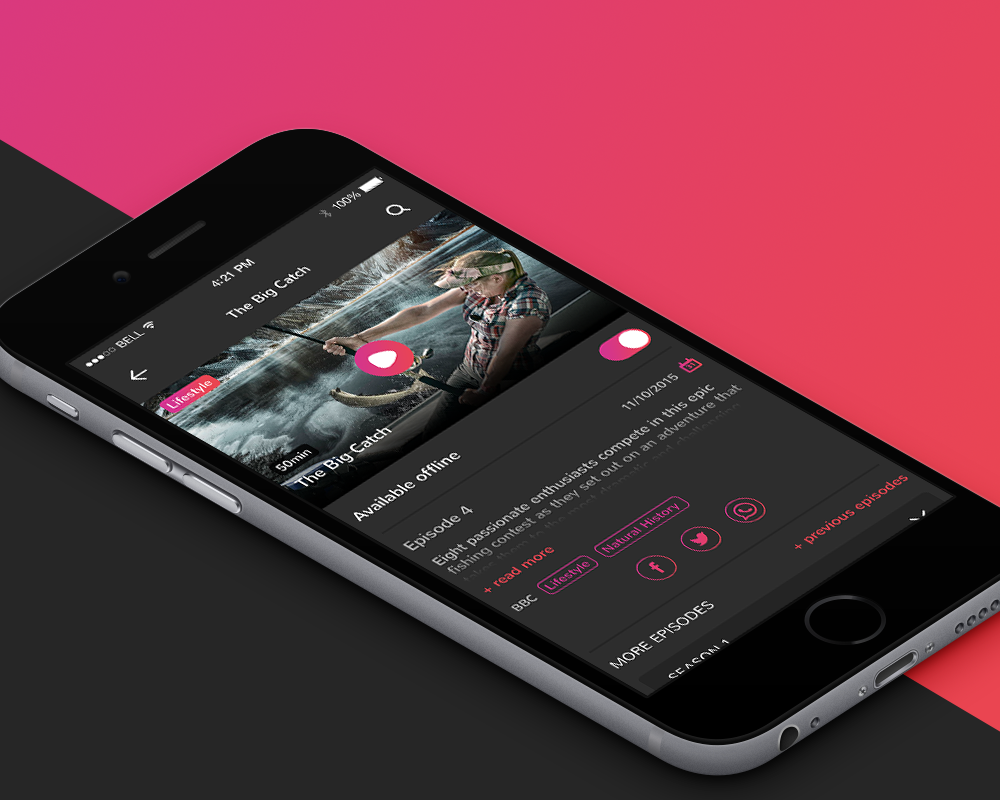 BELL 4:21 PM 100%
The Big Catch
Lifestyle
50min
The Big Catch
Available offline
Episode 4 11/10/2015
Eight passionate enthusiasts compete in this epic
fishing contest as they set out on an adventure that
+ read more
BBC Lifestyle Natural History
MORE EPISODES + previous episodes
SEASON 1